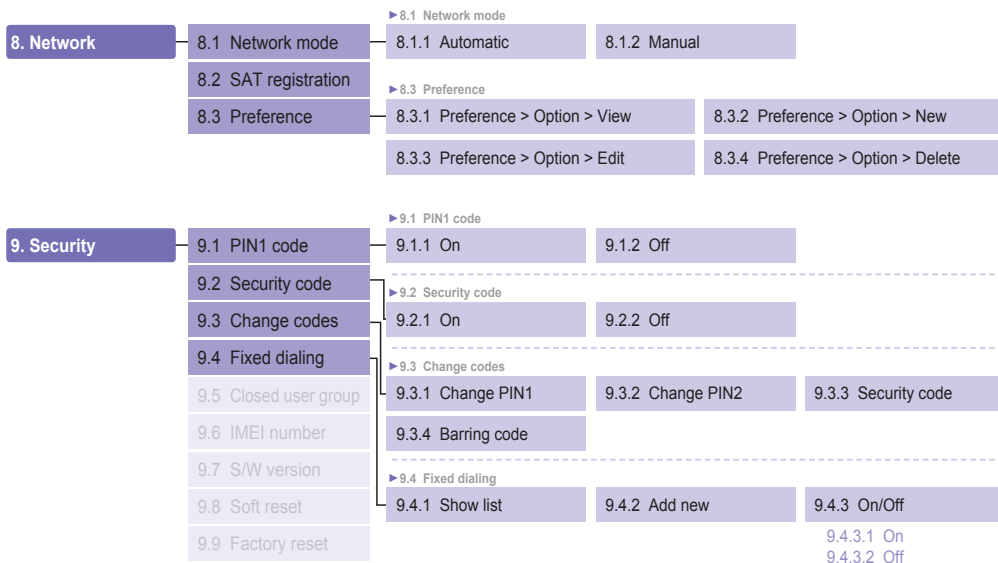 ►8.1 Network mode
8. Network
8.1 Network mode
8.1.1 Automatic
8.1.2 Manual
8.2 SAT registration
►8.3 Preference
8.3 Preference
8.3.1 Preference > Option > View
8.3.2 Preference > Option > New
8.3.3 Preference > Option > Edit
8.3.4 Preference > Option > Delete
►9.1 PIN1 code
9. Security
9.1 PIN1 code
9.1.1 On
9.1.2 Off
9.2 Security code
►9.2 Security code
9.3 Change codes
9.2.1 On
9.2.2 Off
9.4 Fixed dialing
►9.3 Change codes
9.5 Closed user group
9.3.1 Change PIN1
9.3.2 Change PIN2
9.3.3 Security code
9.6 IMEI number
9.3.4 Barring code
9.7 S/W version
►9.4 Fixed dialing
9.8 Soft reset
9.4.1 Show list
9.4.2 Add new
9.4.3 On/Off
9.9 Factory reset
9.4.3.1 On
9.4.3.2 Off